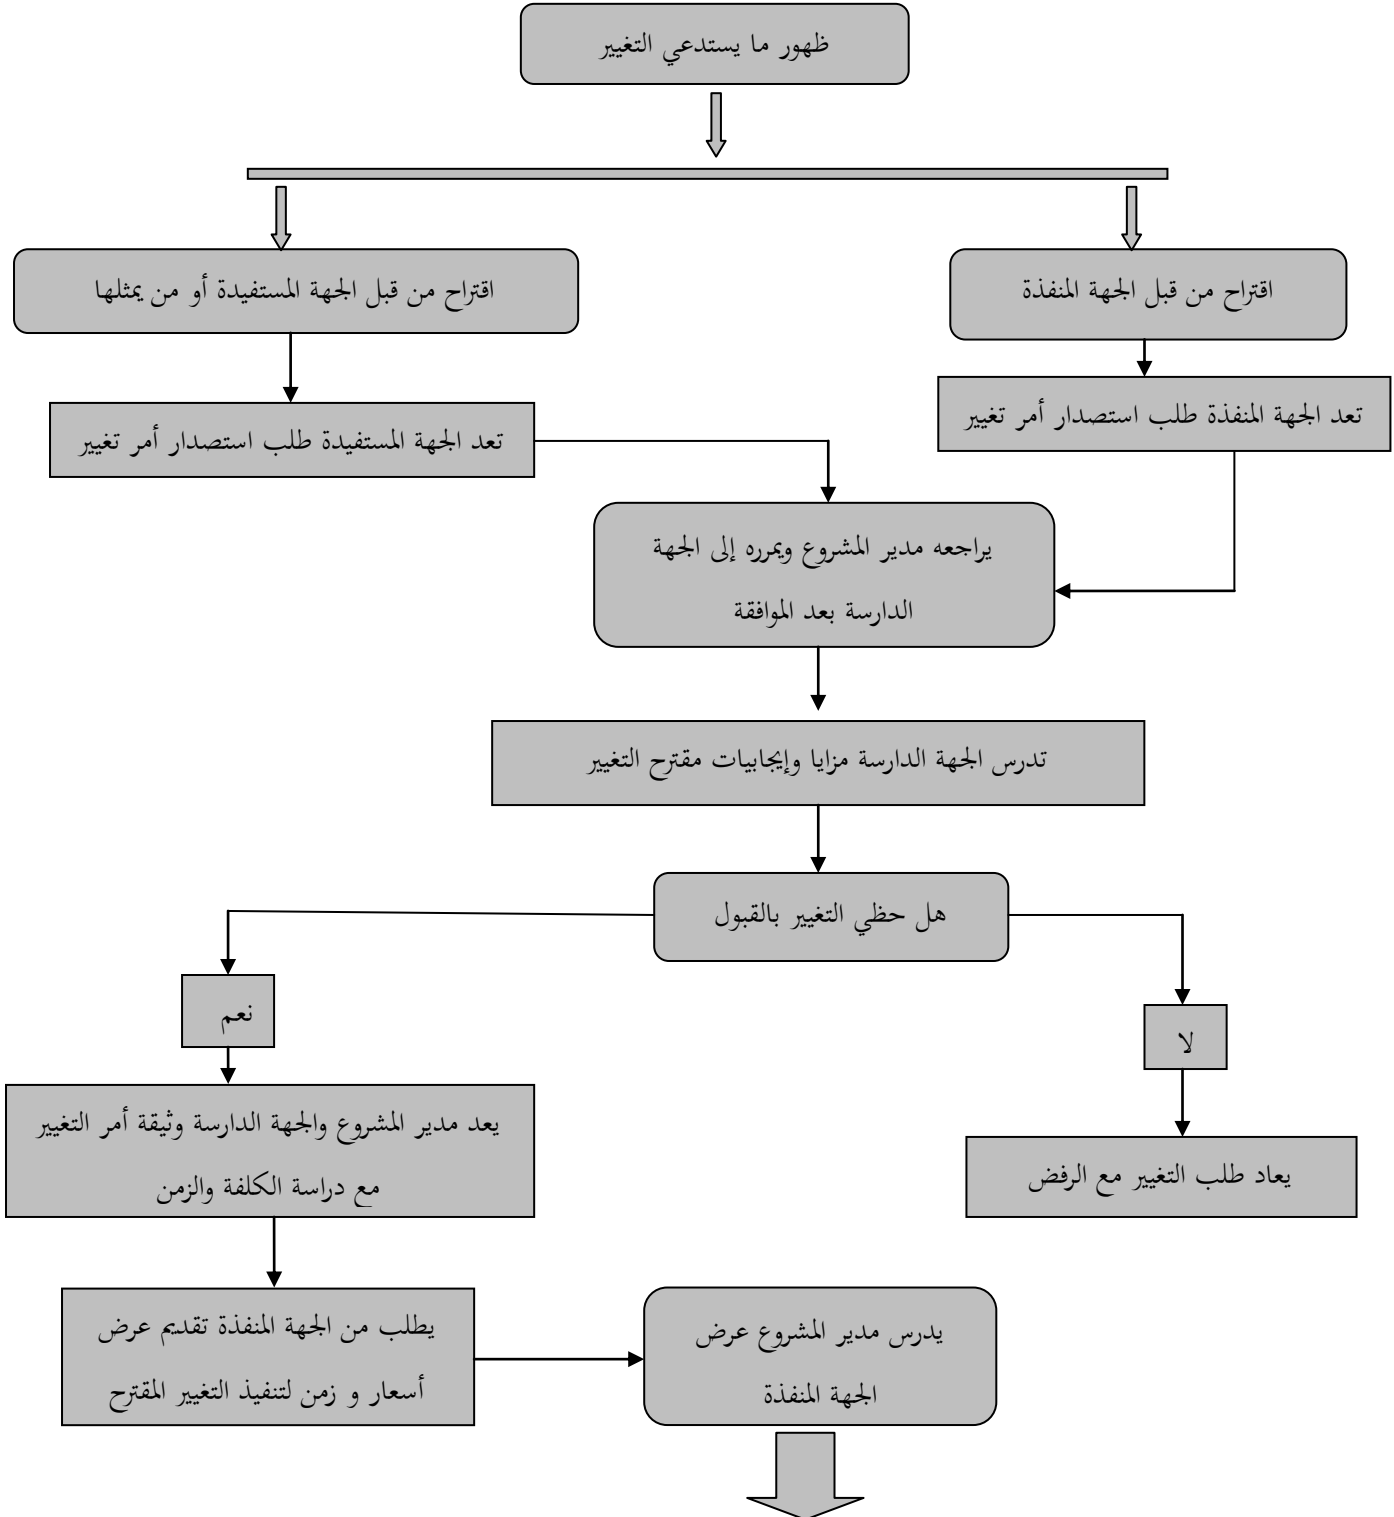 ظهور ما يستدعي التغيير
اقتراح من قبل الجهة المنفذة
اقتراح من قبل الجهة المستفيدة أو من يمثلها
تعد الجهة المنفذة طلب استصدار أمر تغيير
تعد الجهة المستفيدة طلب استصدار أمر تغيير
يراجعه مدير المشروع ويمرره إلى الجهة
الدارسة بعد الموافقة
تدرس الجهة الدارسة مزايا وإيجابيات مقترح التغيير
هل حظي التغيير بالقبول
لا
نعم
يعاد طلب التغيير مع الرفض
يعد مدير المشروع والجهة الدارسة وثيقة أمر التغيير
مع دراسة الكلفة والزمن
يطلب من الجهة المنفذة تقديم عرض
أسعار و زمن لتنفيذ التغيير المقترح
يدرس مدير المشروع عرض
الجهة المنفذة